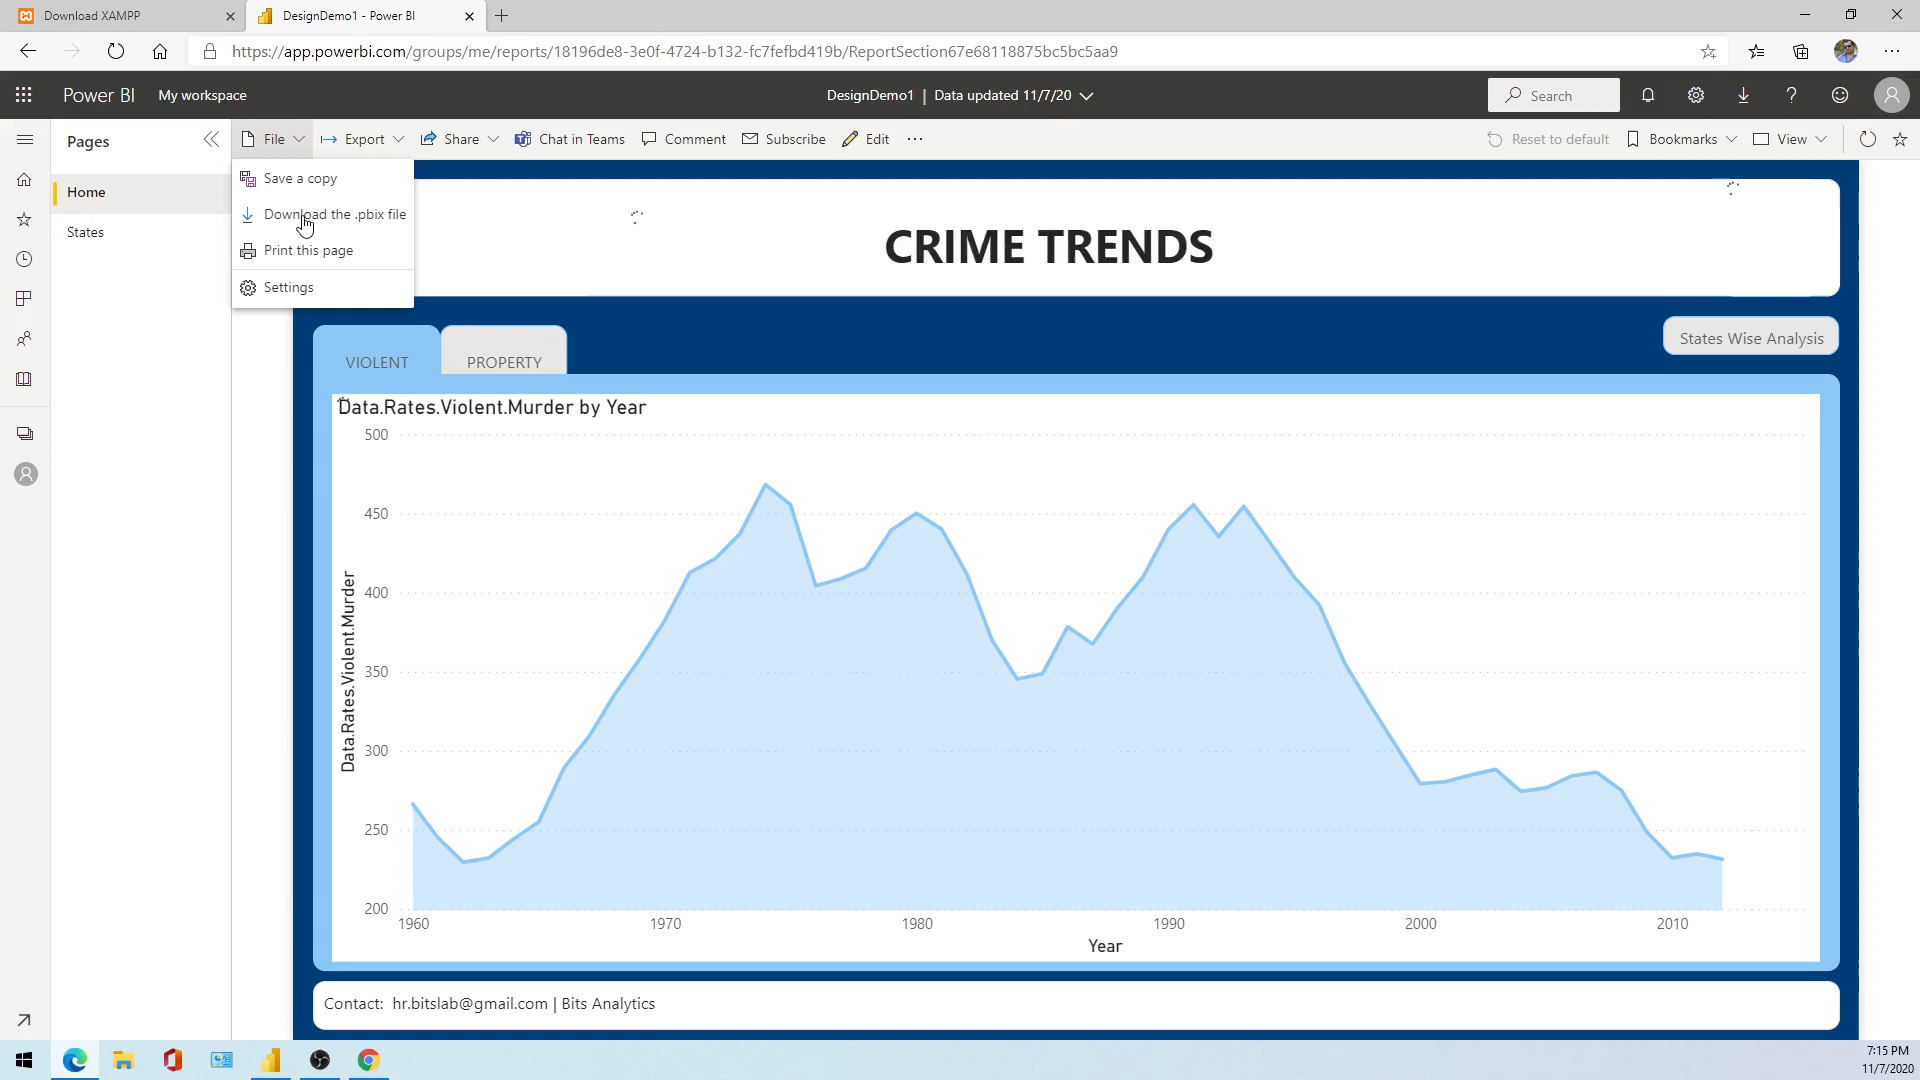 Download XAMPP
DesignDemo1 - Power BI
https://app.powerbi.com/groups/me/reports/18196de8-3e0f-4724-b132-fc7fefbd419b/ReportSection67e68118875bc5bc5aa9
Power BI My workspace
DesignDemo1 | Data updated 11/7/20
Search
Pages
File Export Share Chat in Teams Comment Subscribe Edit ...
Reset to default Bookmarks View
Home
States
Save a copy
Download the .pbix file
Print this page
Settings
CRIME TRENDS
VIOLENT
PROPERTY
States Wise Analysis
Data.Rates.Violent.Murder by Year
Data.Rates.Violent.Murder
500
450
400
350
300
250
200
1960 1970 1980 1990 2000 2010
Year
Contact: hr.bitslab@gmail.com | Bits Analytics
7:15 PM
11/7/2020